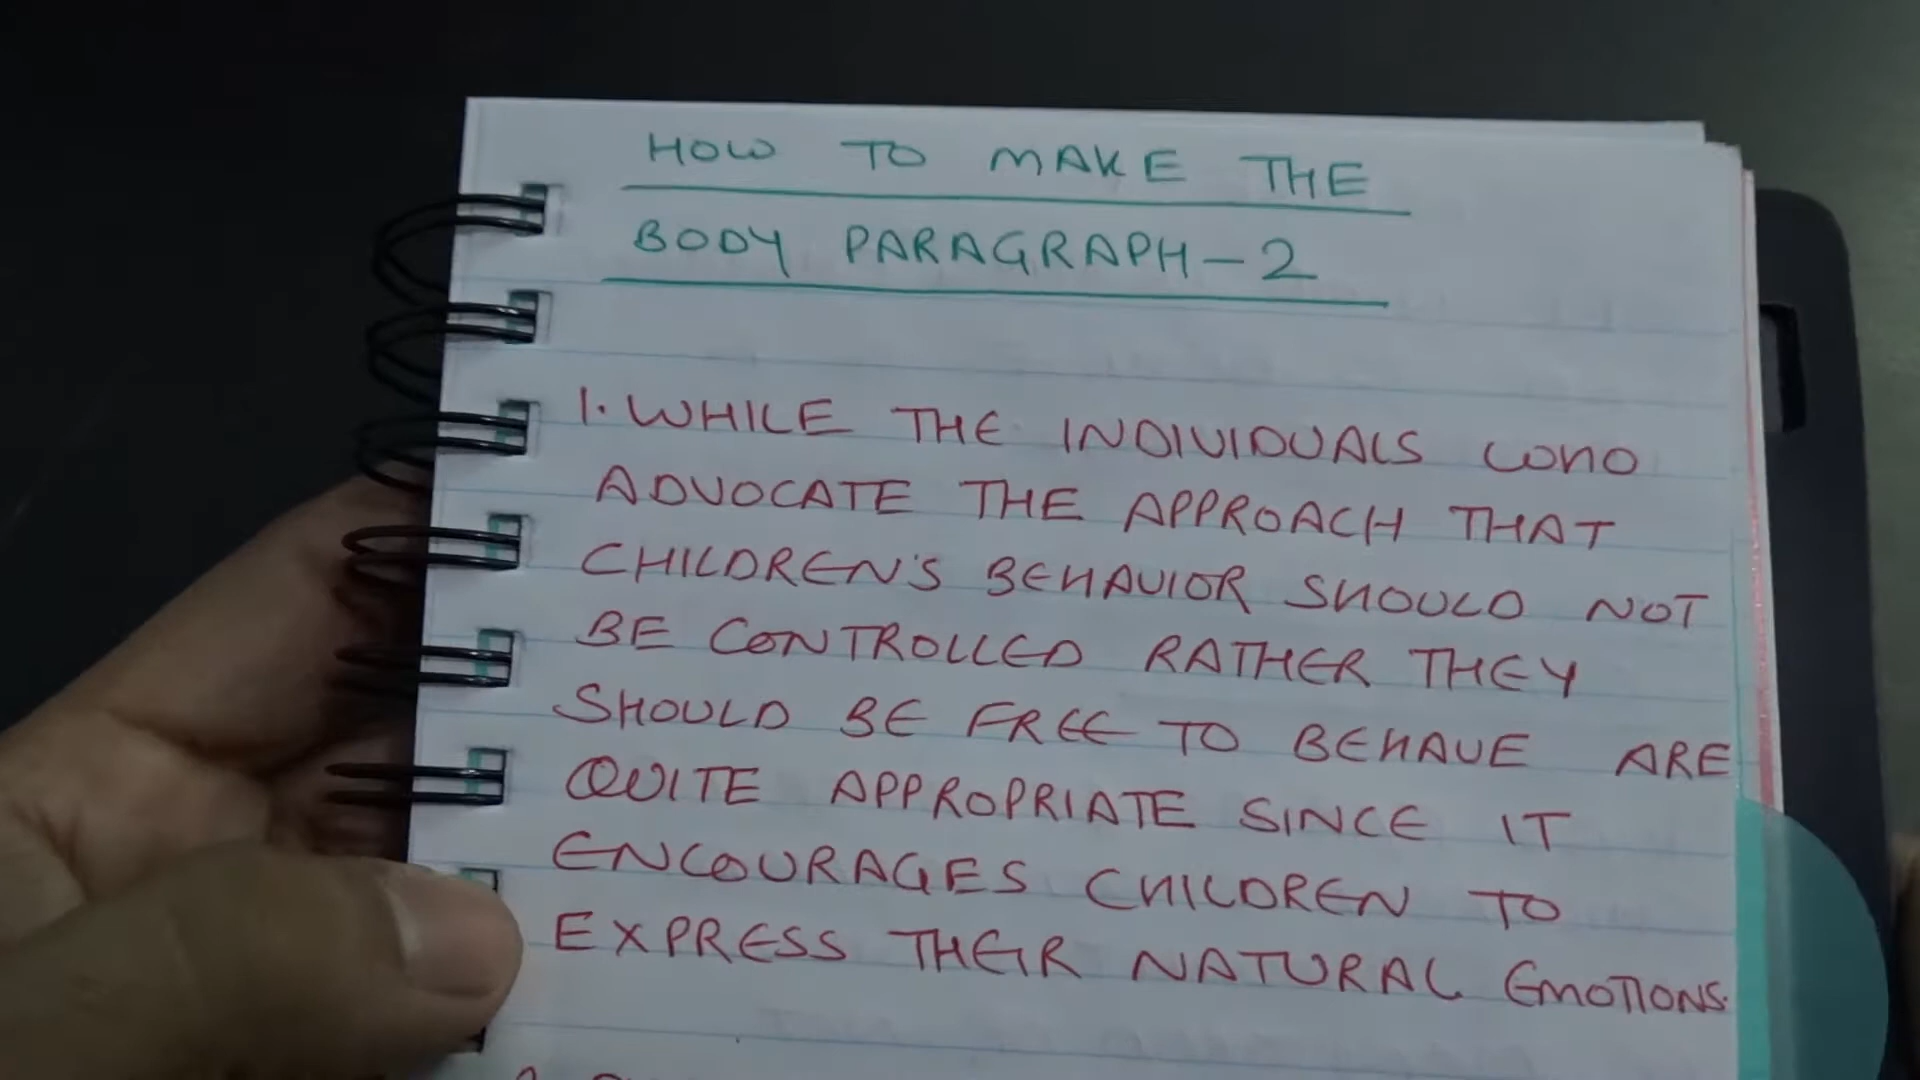 HOW TO MAKE THE
BODY PARAGRAPH-2
1. WHILE THE INDIVIDUALS WHO
ADVOCATE THE APPROACH THAT
CHILDREN'S BEHAVIOR SHOULD NOT
BE CONTROLLED RATHER THEY
SHOULD BE FREE TO BEHAVE ARE
QUITE APPROPRIATE SINCE IT
ENCOURAGES CHILDREN TO
EXPRESS THEIR NATURAL EMOTIONS.